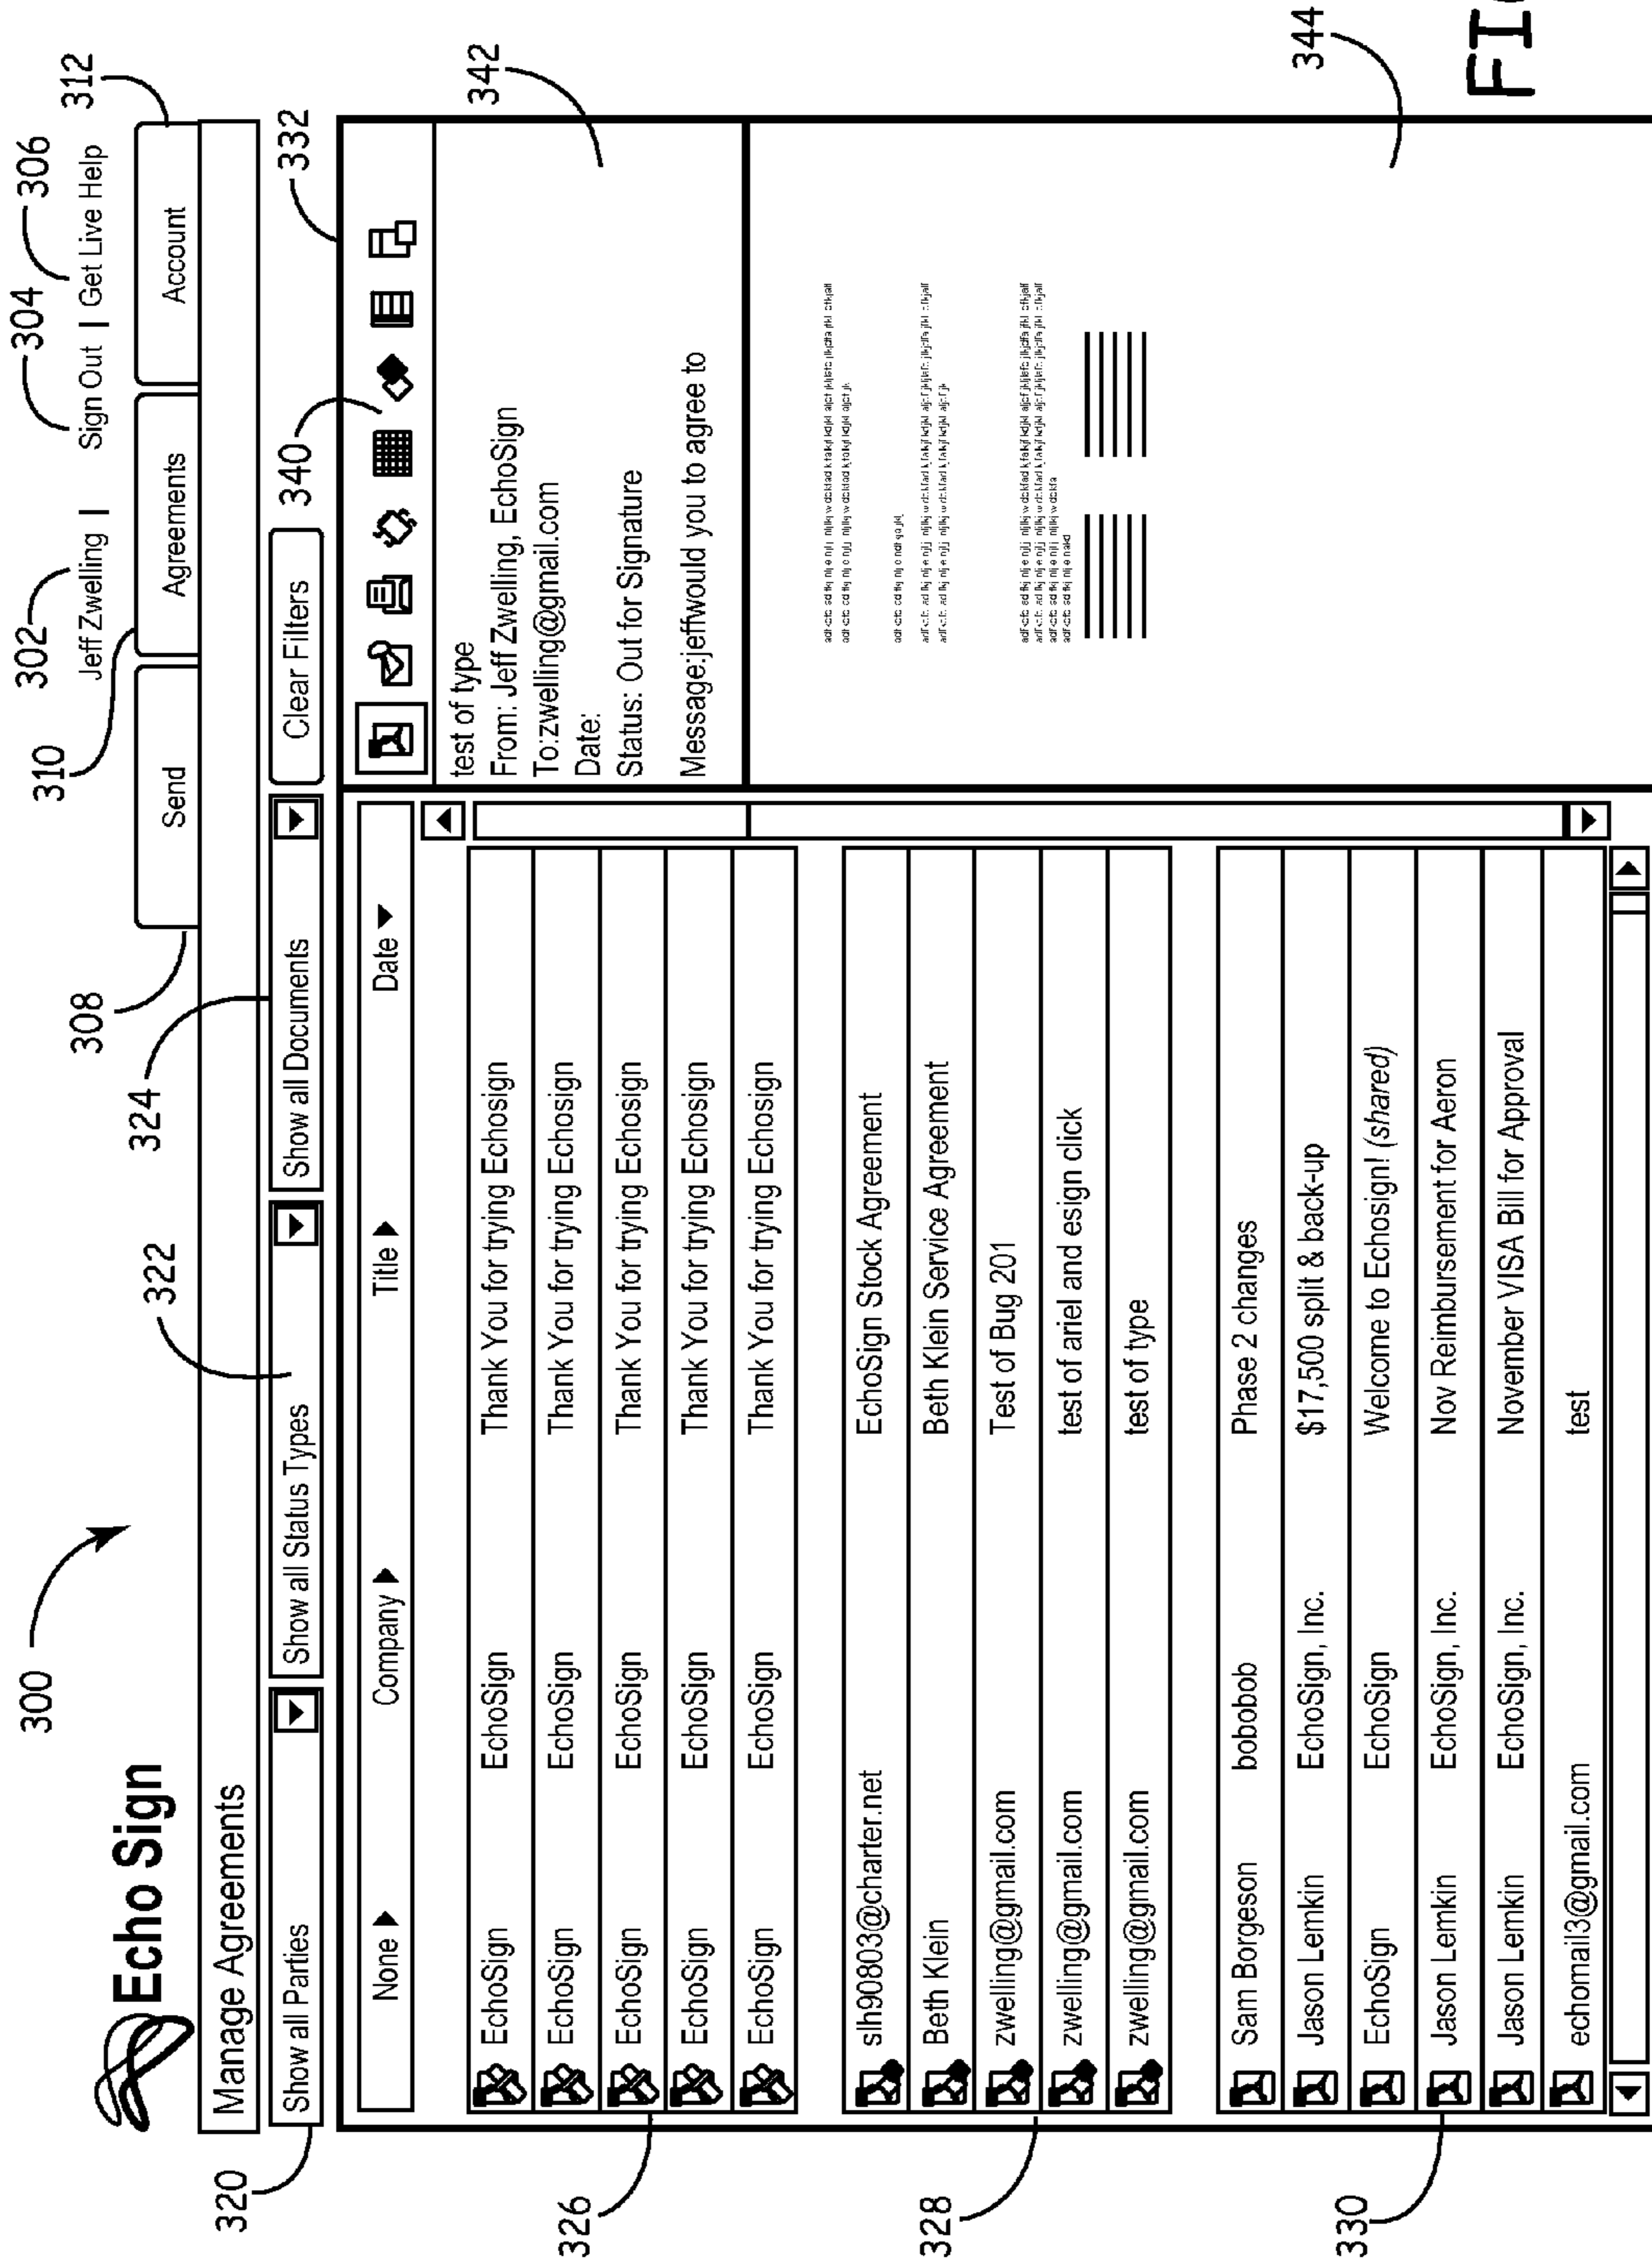 300
302
304
306
312
Echo Sign
Jeff Zwelling | Sign Out | Get Live Help
308
310
Send
Agreements
Account
Manage Agreements
320
322
324
Show all Parties
Show all Status Types
Show all Documents
Clear Filters
340
332
None
Company
Title
Date
326
EchoSign EchoSign Thank You for trying Echosign
EchoSign EchoSign Thank You for trying Echosign
EchoSign EchoSign Thank You for trying Echosign
EchoSign EchoSign Thank You for trying Echosign
EchoSign EchoSign Thank You for trying Echosign
328
slh90803@charter.net EchoSign Stock Agreement
Beth Klein Beth Klein Service Agreement
zwelling@gmail.com Test of Bug 201
zwelling@gmail.com test of ariel and esign click
zwelling@gmail.com test of type
330
Sam Borgeson bobobob Phase 2 changes
Jason Lemkin EchoSign, Inc. $17,500 split & back-up
EchoSign EchoSign Welcome to Echosign! (shared)
Jason Lemkin EchoSign, Inc. Nov Reimbursement for Aeron
Jason Lemkin EchoSign, Inc. November VISA Bill for Approval
echomail3@gmail.com test
342
test of type
From: Jeff Zwelling, EchoSign
To:zwelling@gmail.com
Date:
Status: Out for Signature
Message:jeffwould you to agree to
344